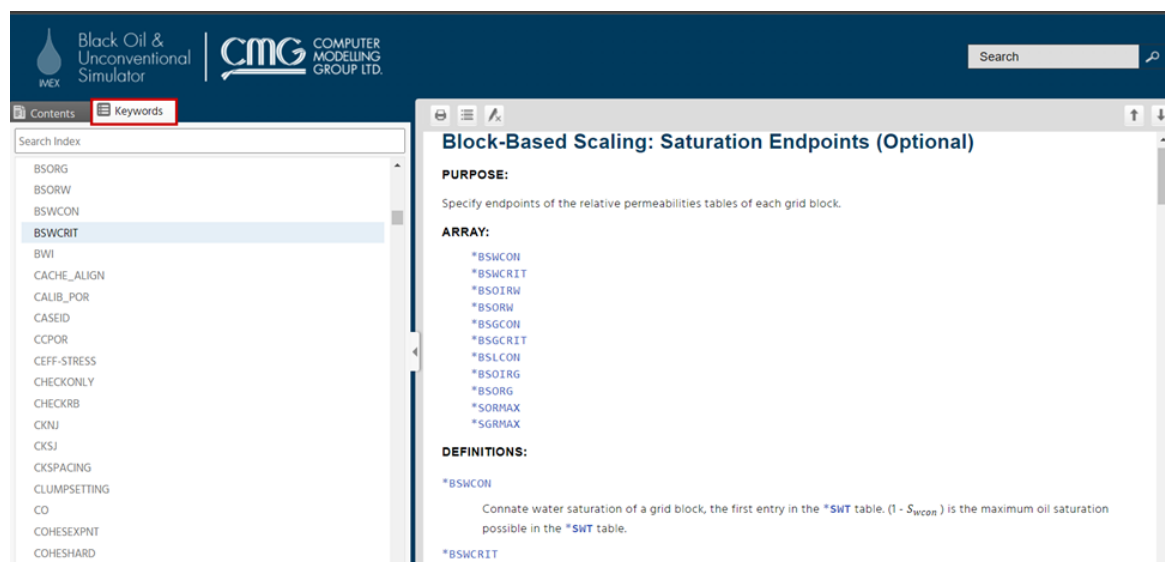 Black Oil &
Unconventional
Simulator
IMEX
CMG COMPUTER
MODELLING
GROUP LTD.
Search
Contents
Keywords
Search Index
BSORG
BSORW
BSWCON
BSWCRIT
BWI
CACHE_ALIGN
CALIB_POR
CASEID
CCPOR
CEFF-STRESS
CHECKONLY
CHECKRB
CKNJ
CKSJ
CKSPACING
CLUMPSETTING
CO
COHESEXPNT
COHESHARD
Block-Based Scaling: Saturation Endpoints (Optional)
PURPOSE:
Specify endpoints of the relative permeabilities tables of each grid block.
ARRAY:
*BSWCON
*BSWCRIT
*BSOIRW
*BSORW
*BSGCON
*BSGCRIT
*BSLCON
*BSOIRG
*BSORG
*SORMAX
*SGRMAX
DEFINITIONS:
*BSWCON
Connate water saturation of a grid block, the first entry in the *SWT table. (1 - Swcon ) is the maximum oil saturation
possible in the *SWT table.
*BSWCRIT